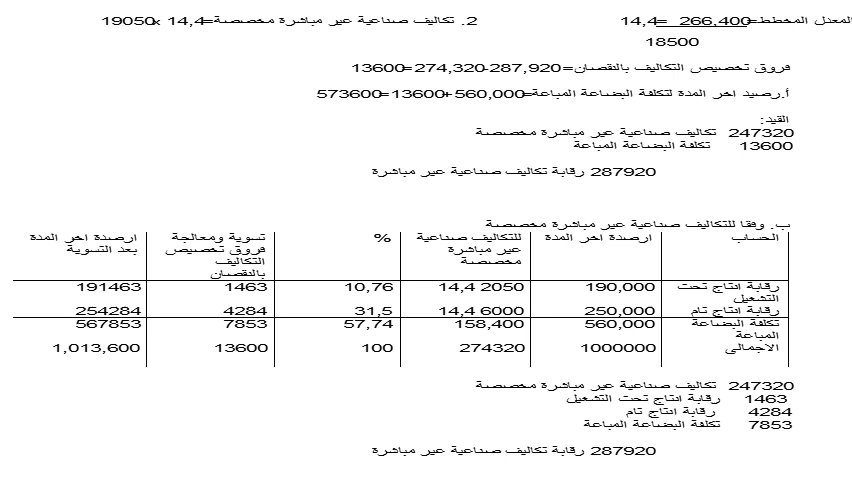 المعدل المخطط= 266,400 =14,4 2. تكاليف صناعية غير مباشرة مخصصة=14,4 x 19050
18500
فروق تخصيص التكاليف بالنقصان=287,920-274,320=13600
أ.رصيد اخر المدة لتكلفة البضاعة المباعة=560,000+13600=573600
القيد:
247320 تكاليف صناعية غير مباشرة مخصصة
13600 تكلفة البضاعة المباعة
287920 رقابة تكاليف صناعية غير مباشرة
ب. وفقا للتكاليف صناعية غير مباشرة مخصصة
الحساب ارصدة اخر المدة للتكاليف صناعية % تسوية ومعالجة ارصدة اخر المدة
غير مباشرة فروق تخصيص بعد التسوية
مخصصة التكاليف
بالنقصان
رقابة انتاج تحت 190,000 2050 14,4 10,76 1463 191463
التشغيل
رقابة انتاج تام 250,000 6000 14,4 31,5 4284 254284
تكلفة البضاعة 560,000 158,400 57,74 7853 567853
المباعة
الاجمالى 1000000 274320 100 13600 1,013,600
247320 تكاليف صناعية غير مباشرة مخصصة
1463 رقابة انتاج تحت التشغيل
4284 رقابة انتاج تام
7853 تكلفة البضاعة المباعة
287920 رقابة تكاليف صناعية غير مباشرة